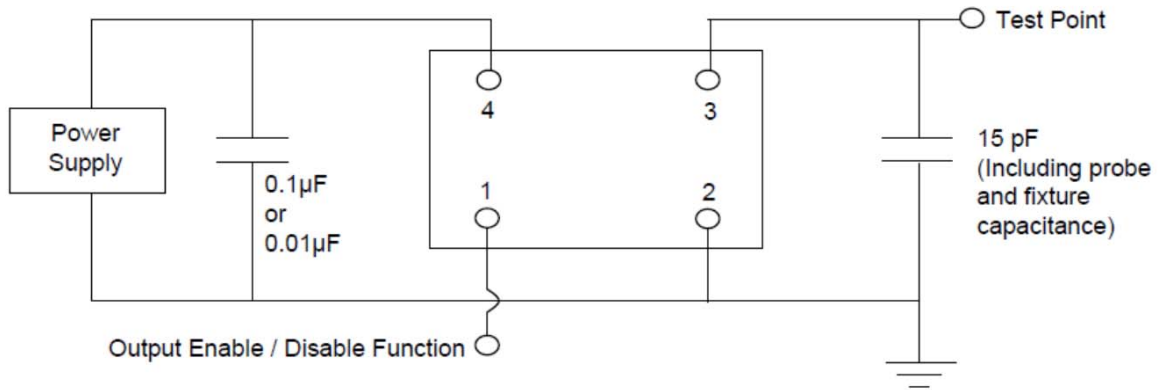 Test Point
4
3
Power
Supply
15 pF
(Including probe
and fixture
capacitance)
0.1µF
or
0.01µF
1
2
Output Enable / Disable Function